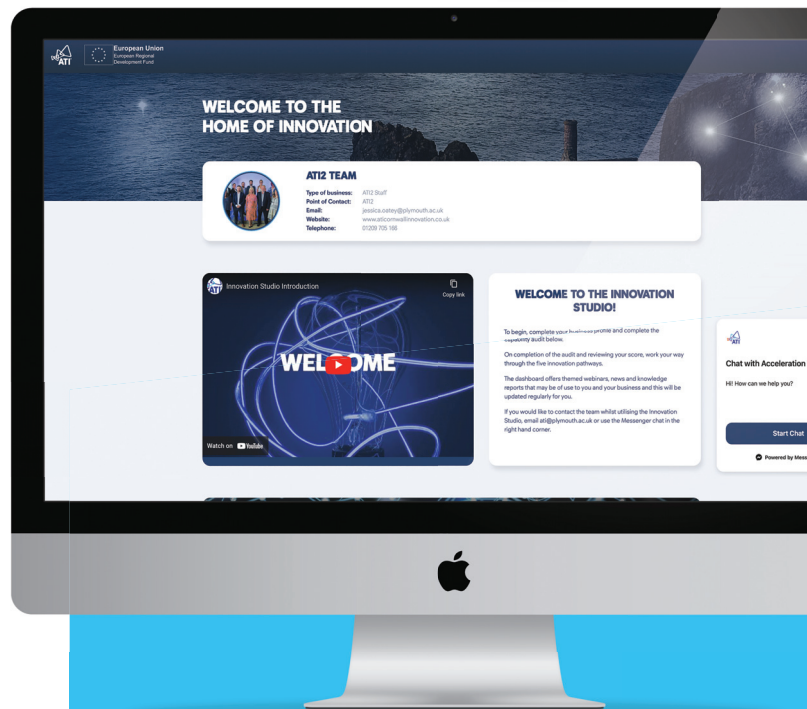 ATI
European Union
European Regional
Development Fund
WELCOME TO THE
HOME OF INNOVATION
ATI2 TEAM
Type of business: ATI2 Staff
Point of Contact: ATI2
Email: jessica.oatey@plymouth.ac.uk
Website: www.aticornwallinnovation.co.uk
Telephone: 01209 705 188
ATI
Innovation Studio Introduction
Copy link
WELCOME
Watch on YouTube
WELCOME TO THE INNOVATION
STUDIO!
To begin, complete your business profile and complete the
capability audit below.
On completion of the audit and reviewing your score, work your way
through the five innovation pathways.
The dashboard offers themed webinars, news and knowledge
reports that may be of use to you and your business and this will be
updated regularly for you.
If you would like to contact the team whilst utilising the Innovation
Studio, email ati@plymouth.ac.uk or use the Messenger chat in the
right hand corner.
ATI
Chat with Acceleration
Hi! How can we help you?
Start Chat
Powered by Mess